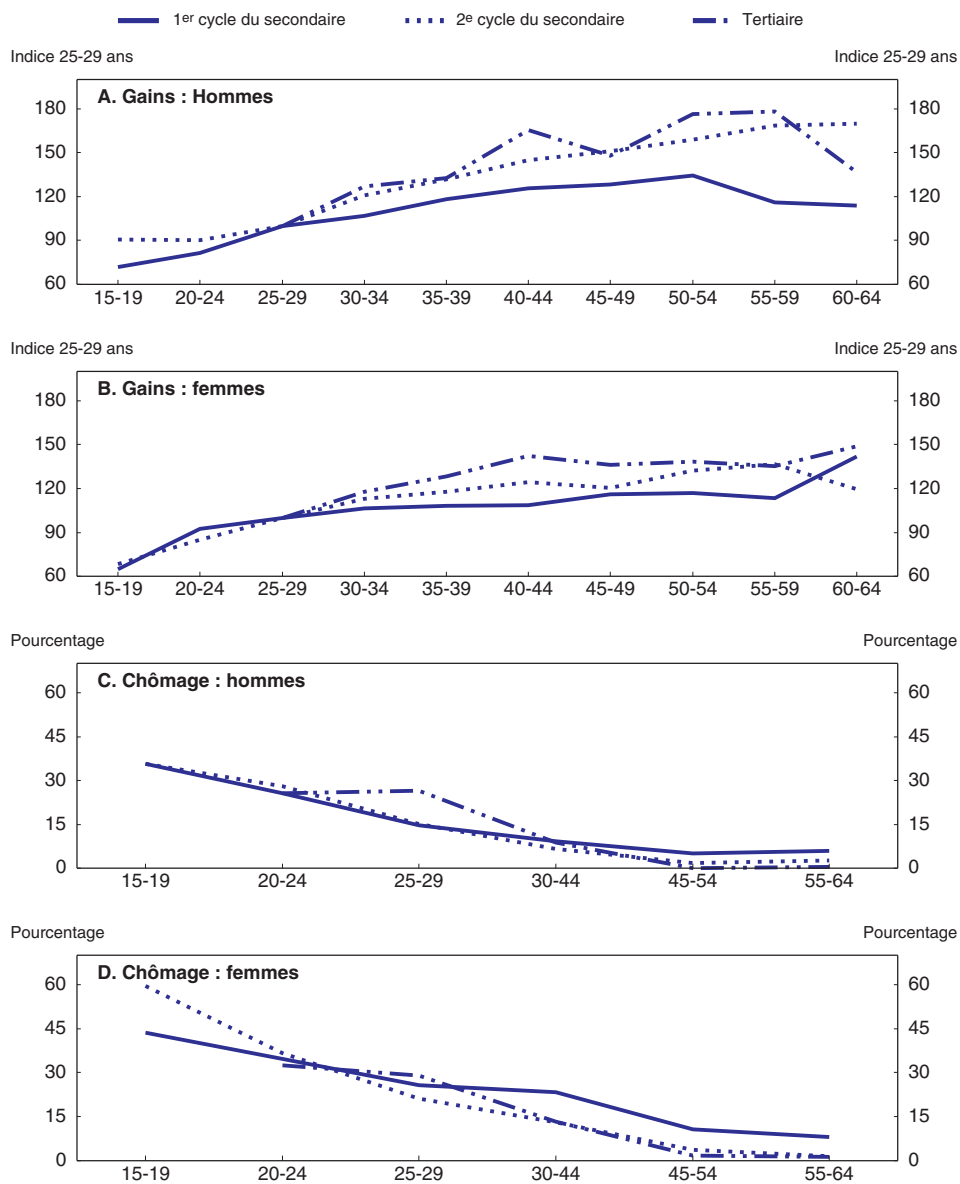 1er cycle du secondaire 2e cycle du secondaire Tertiaire
Indice 25-29 ans Indice 25-29 ans
A. Gains : Hommes
180 180
150 150
120 120
90 90
60 60
15-19 20-24 25-29 30-34 35-39 40-44 45-49 50-54 55-59 60-64
Indice 25-29 ans Indice 25-29 ans
B. Gains : femmes
180 180
150 150
120 120
90 90
60 60
15-19 20-24 25-29 30-34 35-39 40-44 45-49 50-54 55-59 60-64
Pourcentage Pourcentage
C. Chômage : hommes
60 60
45 45
30 30
15 15
0 0
15-19 20-24 25-29 30-44 45-54 55-64
Pourcentage Pourcentage
D. Chômage : femmes
60 60
45 45
30 30
15 15
0 0
15-19 20-24 25-29 30-44 45-54 55-64